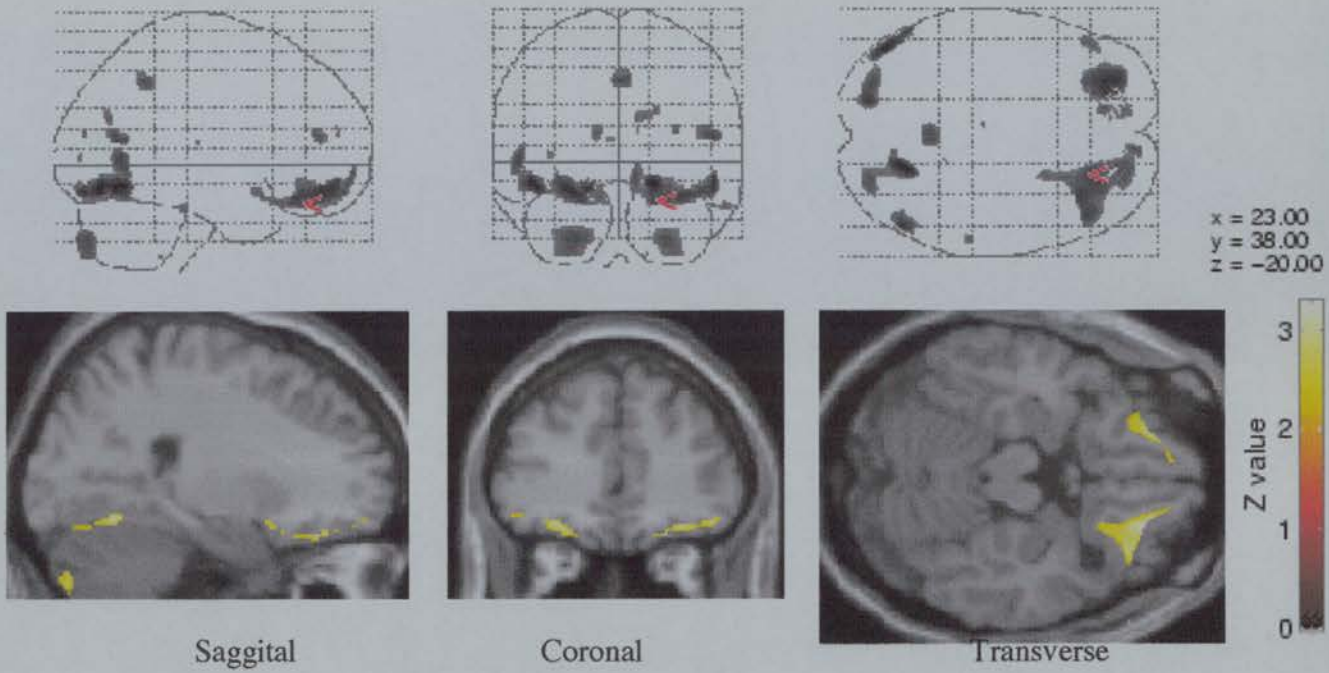 x = 23.00
y = 38.00
z = −20.00
3
2
1
0
Z value
Saggital
Coronal
Transverse